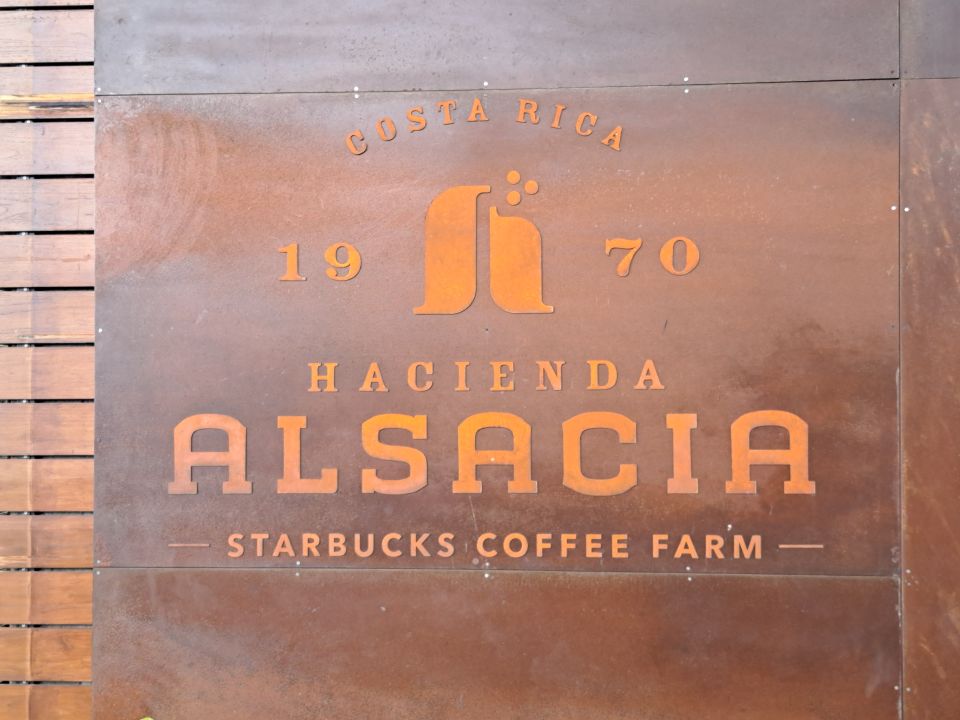 COSTA RICA
19 70
HACIENDA
ALSACIA
STARBUCKS COFFEE FARM